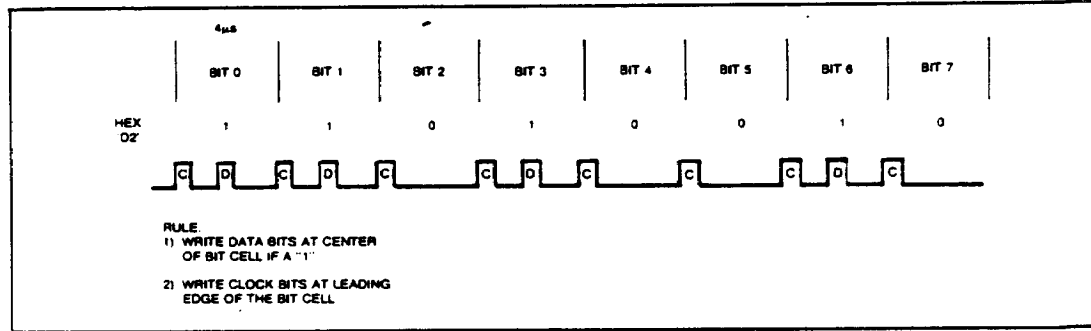 4µs
BIT 0 BIT 1 BIT 2 BIT 3 BIT 4 BIT 5 BIT 6 BIT 7
HEX 1 1 0 1 0 0 1 0
'D2'
C D C D C C D C C C D C
RULE.
1) WRITE DATA BITS AT CENTER
OF BIT CELL IF A "1"
2) WRITE CLOCK BITS AT LEADING
EDGE OF THE BIT CELL